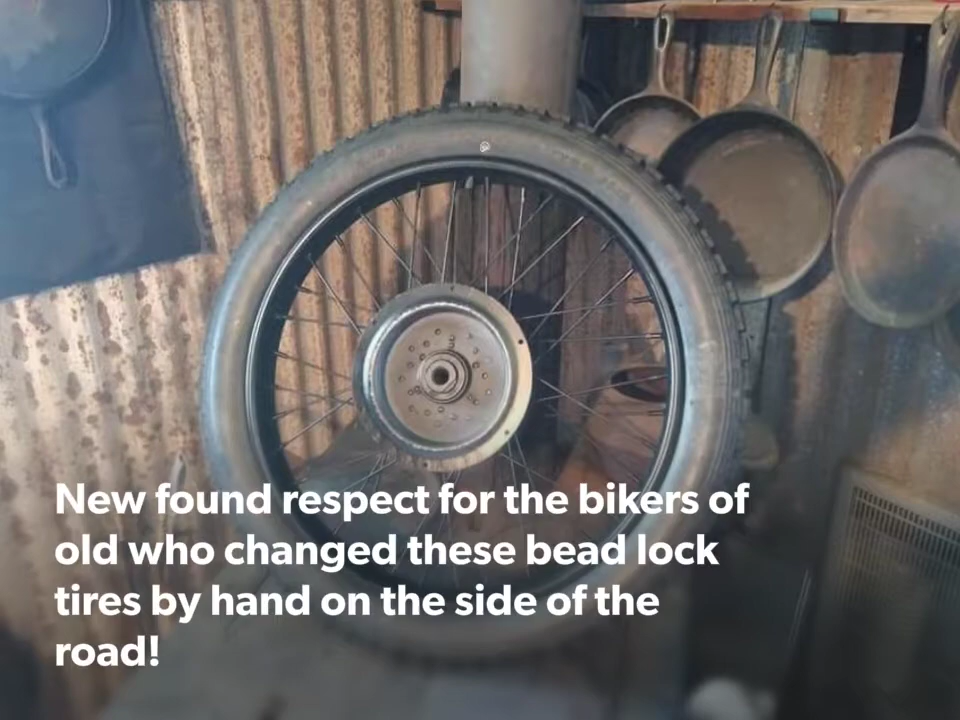 New found respect for the bikers of
old who changed these bead lock
tires by hand on the side of the
road!